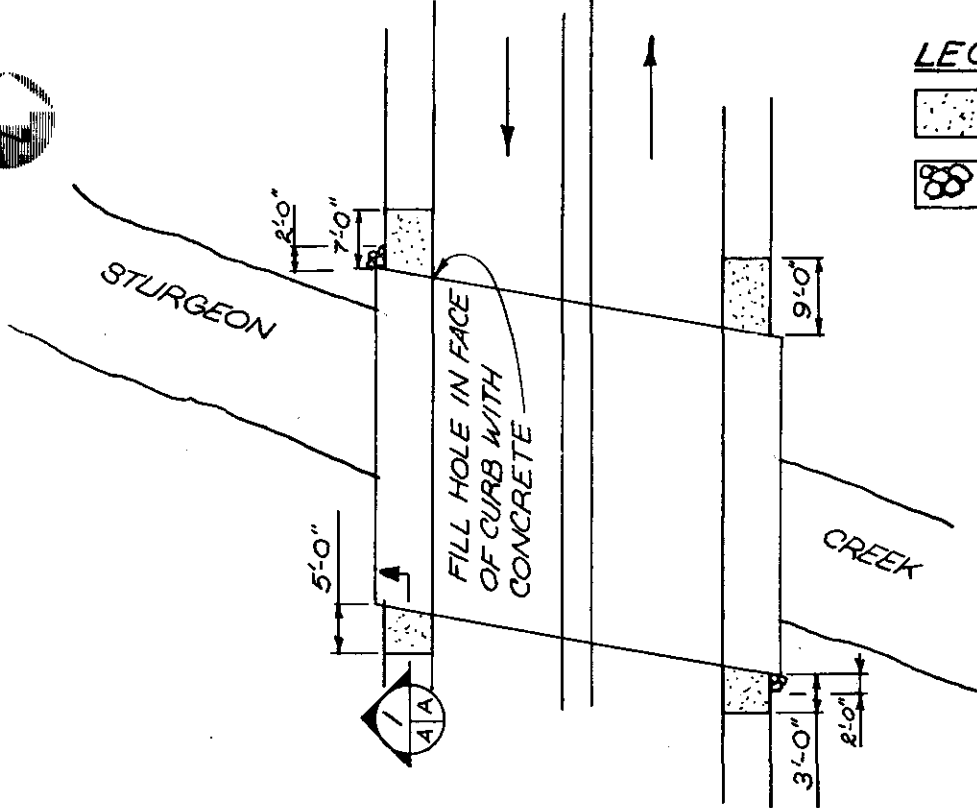 LEG
2'-0"
7'-0"
STURGEON
FILL HOLE IN FACE
OF CURB WITH
CONCRETE
9'-0"
5'-0"
CREEK
1
A A
3'-0"
2'-0"